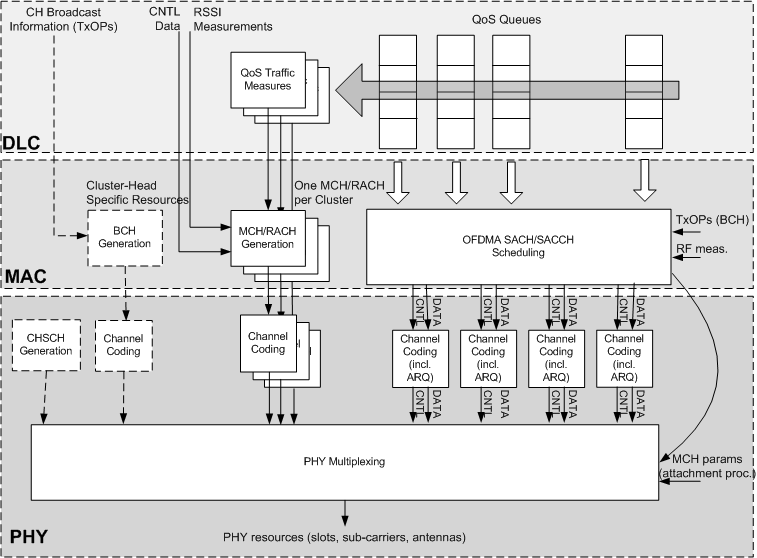 CH Broadcast
Information (TxOPs)
CNTL
Data
RSSI
Measurements
QoS Queues
QoS Traffic
Measures
DLC
Cluster-Head
Specific Resources
One MCH/RACH
per Cluster
BCH
Generation
MCH/RACH
Generation
OFDMA SACH/SACCH
Scheduling
TxOPs (BCH)
RF meas.
MAC
CNTL
DATA
CNTL
DATA
CNTL
DATA
CNTL
DATA
CHSCH
Generation
Channel
Coding
Channel
Coding
Channel
Coding
(incl.
ARQ)
Channel
Coding
(incl.
ARQ)
Channel
Coding
(incl.
ARQ)
Channel
Coding
(incl.
ARQ)
CNTL
DATA
CNTL
DATA
CNTL
DATA
CNTL
DATA
PHY Multiplexing
MCH params
(attachment proc.)
PHY
PHY resources (slots, sub-carriers, antennas)